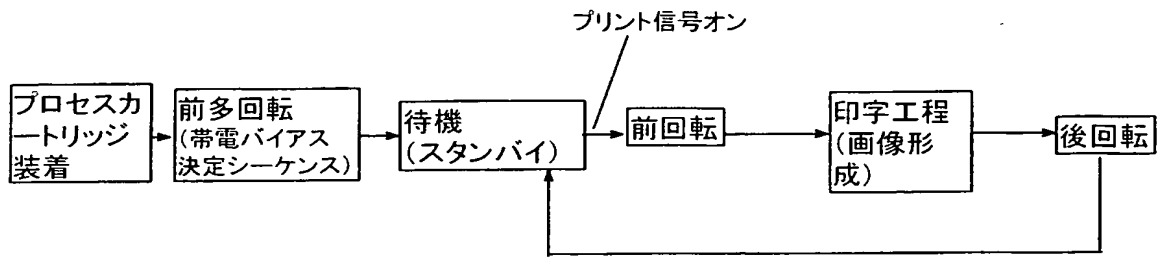 プリント信号オン
プロセスカ
ートリッジ
装着
前多回転
(帯電バイアス
決定シーケンス)
待機
(スタンバイ)
前回転
印字工程
(画像形
成)
後回転